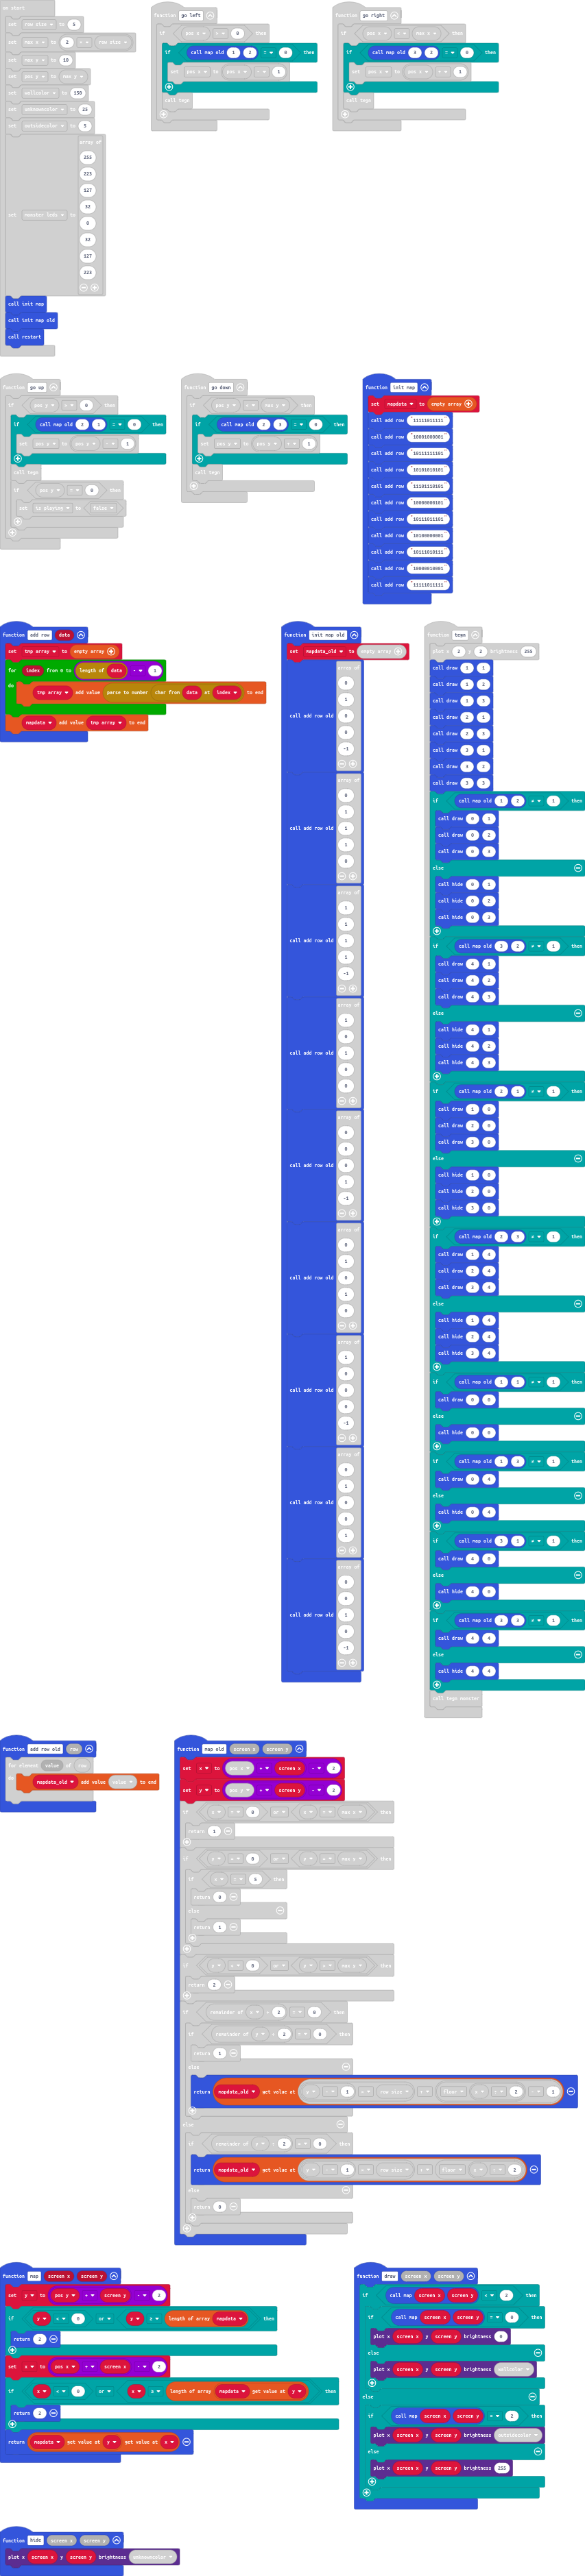 on start
set row size to 5
set max x to 2 × row size
set max y to 10
set pos x to max x
set wallcolor to 150
set unknowncolor to 25
set outsidecolor to 5
set monster leds to array of
255
223
127
32
0
32
127
223
call init map
call init map old
call restart
function go left
if pos x > 0 then
if call map old 1 2 = 0 then
set pos x to pos x - 1
call tegn
function go right
if pos x < max x then
if call map old 3 2 = 0 then
set pos x to pos x + 1
call tegn
function go up
if pos y > 0 then
if call map old 2 1 = 0 then
set pos y to pos y - 1
call tegn
if pos y = 0 then
set is playing to false
function go down
if pos y < max y then
if call map old 2 3 = 0 then
set pos y to pos y + 1
call tegn
function init map
set mapdata to empty array
call add row "11111011111"
call add row "10001000001"
call add row "10111111101"
call add row "10101010101"
call add row "11101110101"
call add row "10000000101"
call add row "10111011101"
call add row "10100000001"
call add row "10111010111"
call add row "10000010001"
call add row "11111011111"
function add row data
set tmp array to empty array
for index from 0 to length of data - 1
do
tmp array add value parse to number char from data at index to end
mapdata add value tmp array to end
function init map old
set mapdata_old to empty array
call add row old array of
0
1
0
0
-1
call add row old array of
0
1
1
1
0
call add row old array of
1
1
1
1
-1
call add row old array of
1
0
1
0
0
call add row old array of
0
0
0
1
-1
call add row old array of
0
1
0
1
0
call add row old array of
1
0
0
0
-1
call add row old array of
0
1
0
0
1
call add row old array of
0
0
1
0
-1
function tegn
plot x 2 y 2 brightness 255
call draw 1 1
call draw 1 2
call draw 1 3
call draw 2 1
call draw 2 3
call draw 3 1
call draw 3 2
call draw 3 3
if call map old 1 2 ≠ 1 then
call draw 0 1
call draw 0 2
call draw 0 3
else
call hide 0 1
call hide 0 2
call hide 0 3
if call map old 3 2 ≠ 1 then
call draw 4 1
call draw 4 2
call draw 4 3
else
call hide 4 1
call hide 4 2
call hide 4 3
if call map old 2 1 ≠ 1 then
call draw 1 0
call draw 2 0
call draw 3 0
else
call hide 1 0
call hide 2 0
call hide 3 0
if call map old 2 3 ≠ 1 then
call draw 1 4
call draw 2 4
call draw 3 4
else
call hide 1 4
call hide 2 4
call hide 3 4
if call map old 1 1 ≠ 1 then
call draw 0 0
else
call hide 0 0
if call map old 1 3 ≠ 1 then
call draw 0 4
else
call hide 0 4
if call map old 3 1 ≠ 1 then
call draw 4 0
else
call hide 4 0
if call map old 3 3 ≠ 1 then
call draw 4 4
else
call hide 4 4
call tegn monster
function add row old row
for element value of row
do
mapdata_old add value value to end
function map old screen x screen y
set x to pos x + screen x - 2
set y to pos y + screen y - 2
if x < 0 or x > max x then
return 1
if y < 0 or y > max y then
if x = 5 then
return 0
else
return 1
if y < 0 or y > max y then
return 2
if remainder of x ÷ 2 = 0 then
if remainder of y ÷ 2 = 0 then
return 1
else
return mapdata_old get value at y - 1 × row size + floor x ÷ 2 - 1
else
if remainder of y ÷ 2 = 0 then
return mapdata_old get value at y - 1 × row size + floor x ÷ 2
else
return 0
function map screen x screen y
set y to pos y + screen y - 2
if y < 0 or y ≥ length of array mapdata then
return 2
set x to pos x + screen x - 2
if x < 0 or x ≥ length of array mapdata get value at y then
return 2
return mapdata get value at y get value at x
function draw screen x screen y
if call map screen x screen y < 2 then
if call map screen x screen y = 0 then
plot x screen x y screen y brightness 0
else
plot x screen x y screen y brightness wallcolor
else
if call map screen x screen y = 2 then
plot x screen x y screen y brightness outsidecolor
else
plot x screen x y screen y brightness 255
function hide screen x screen y
plot x screen x y screen y brightness unknowncolor